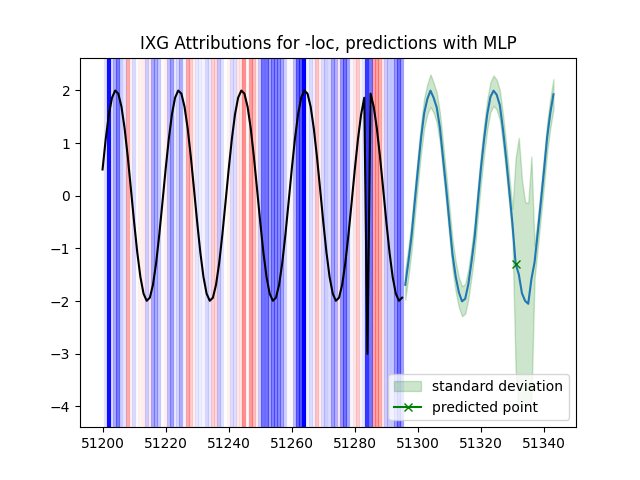 IXG Attributions for -loc, predictions with MLP
2
1
0
−1
−2
−3
−4
standard deviation
predicted point
51200 51220 51240 51260 51280 51300 51320 51340